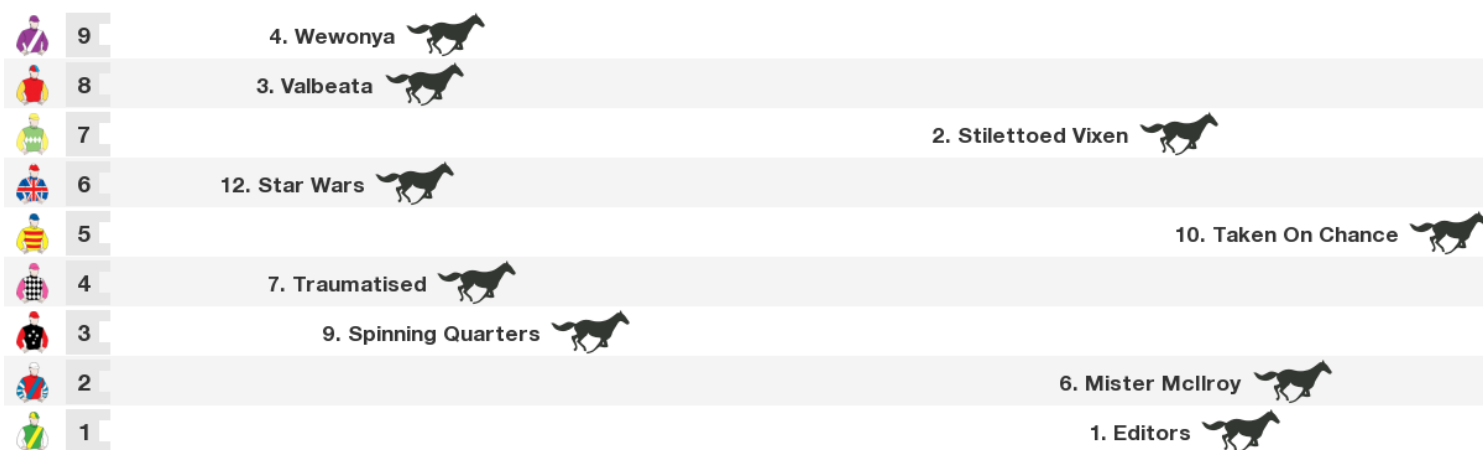 9 4. Wewonya
8 3. Valbeata
7 2. Stilettoed Vixen
6 12. Star Wars
5 10. Taken On Chance
4 7. Traumatised
3 9. Spinning Quarters
2 6. Mister McIlroy
1 1. Editors